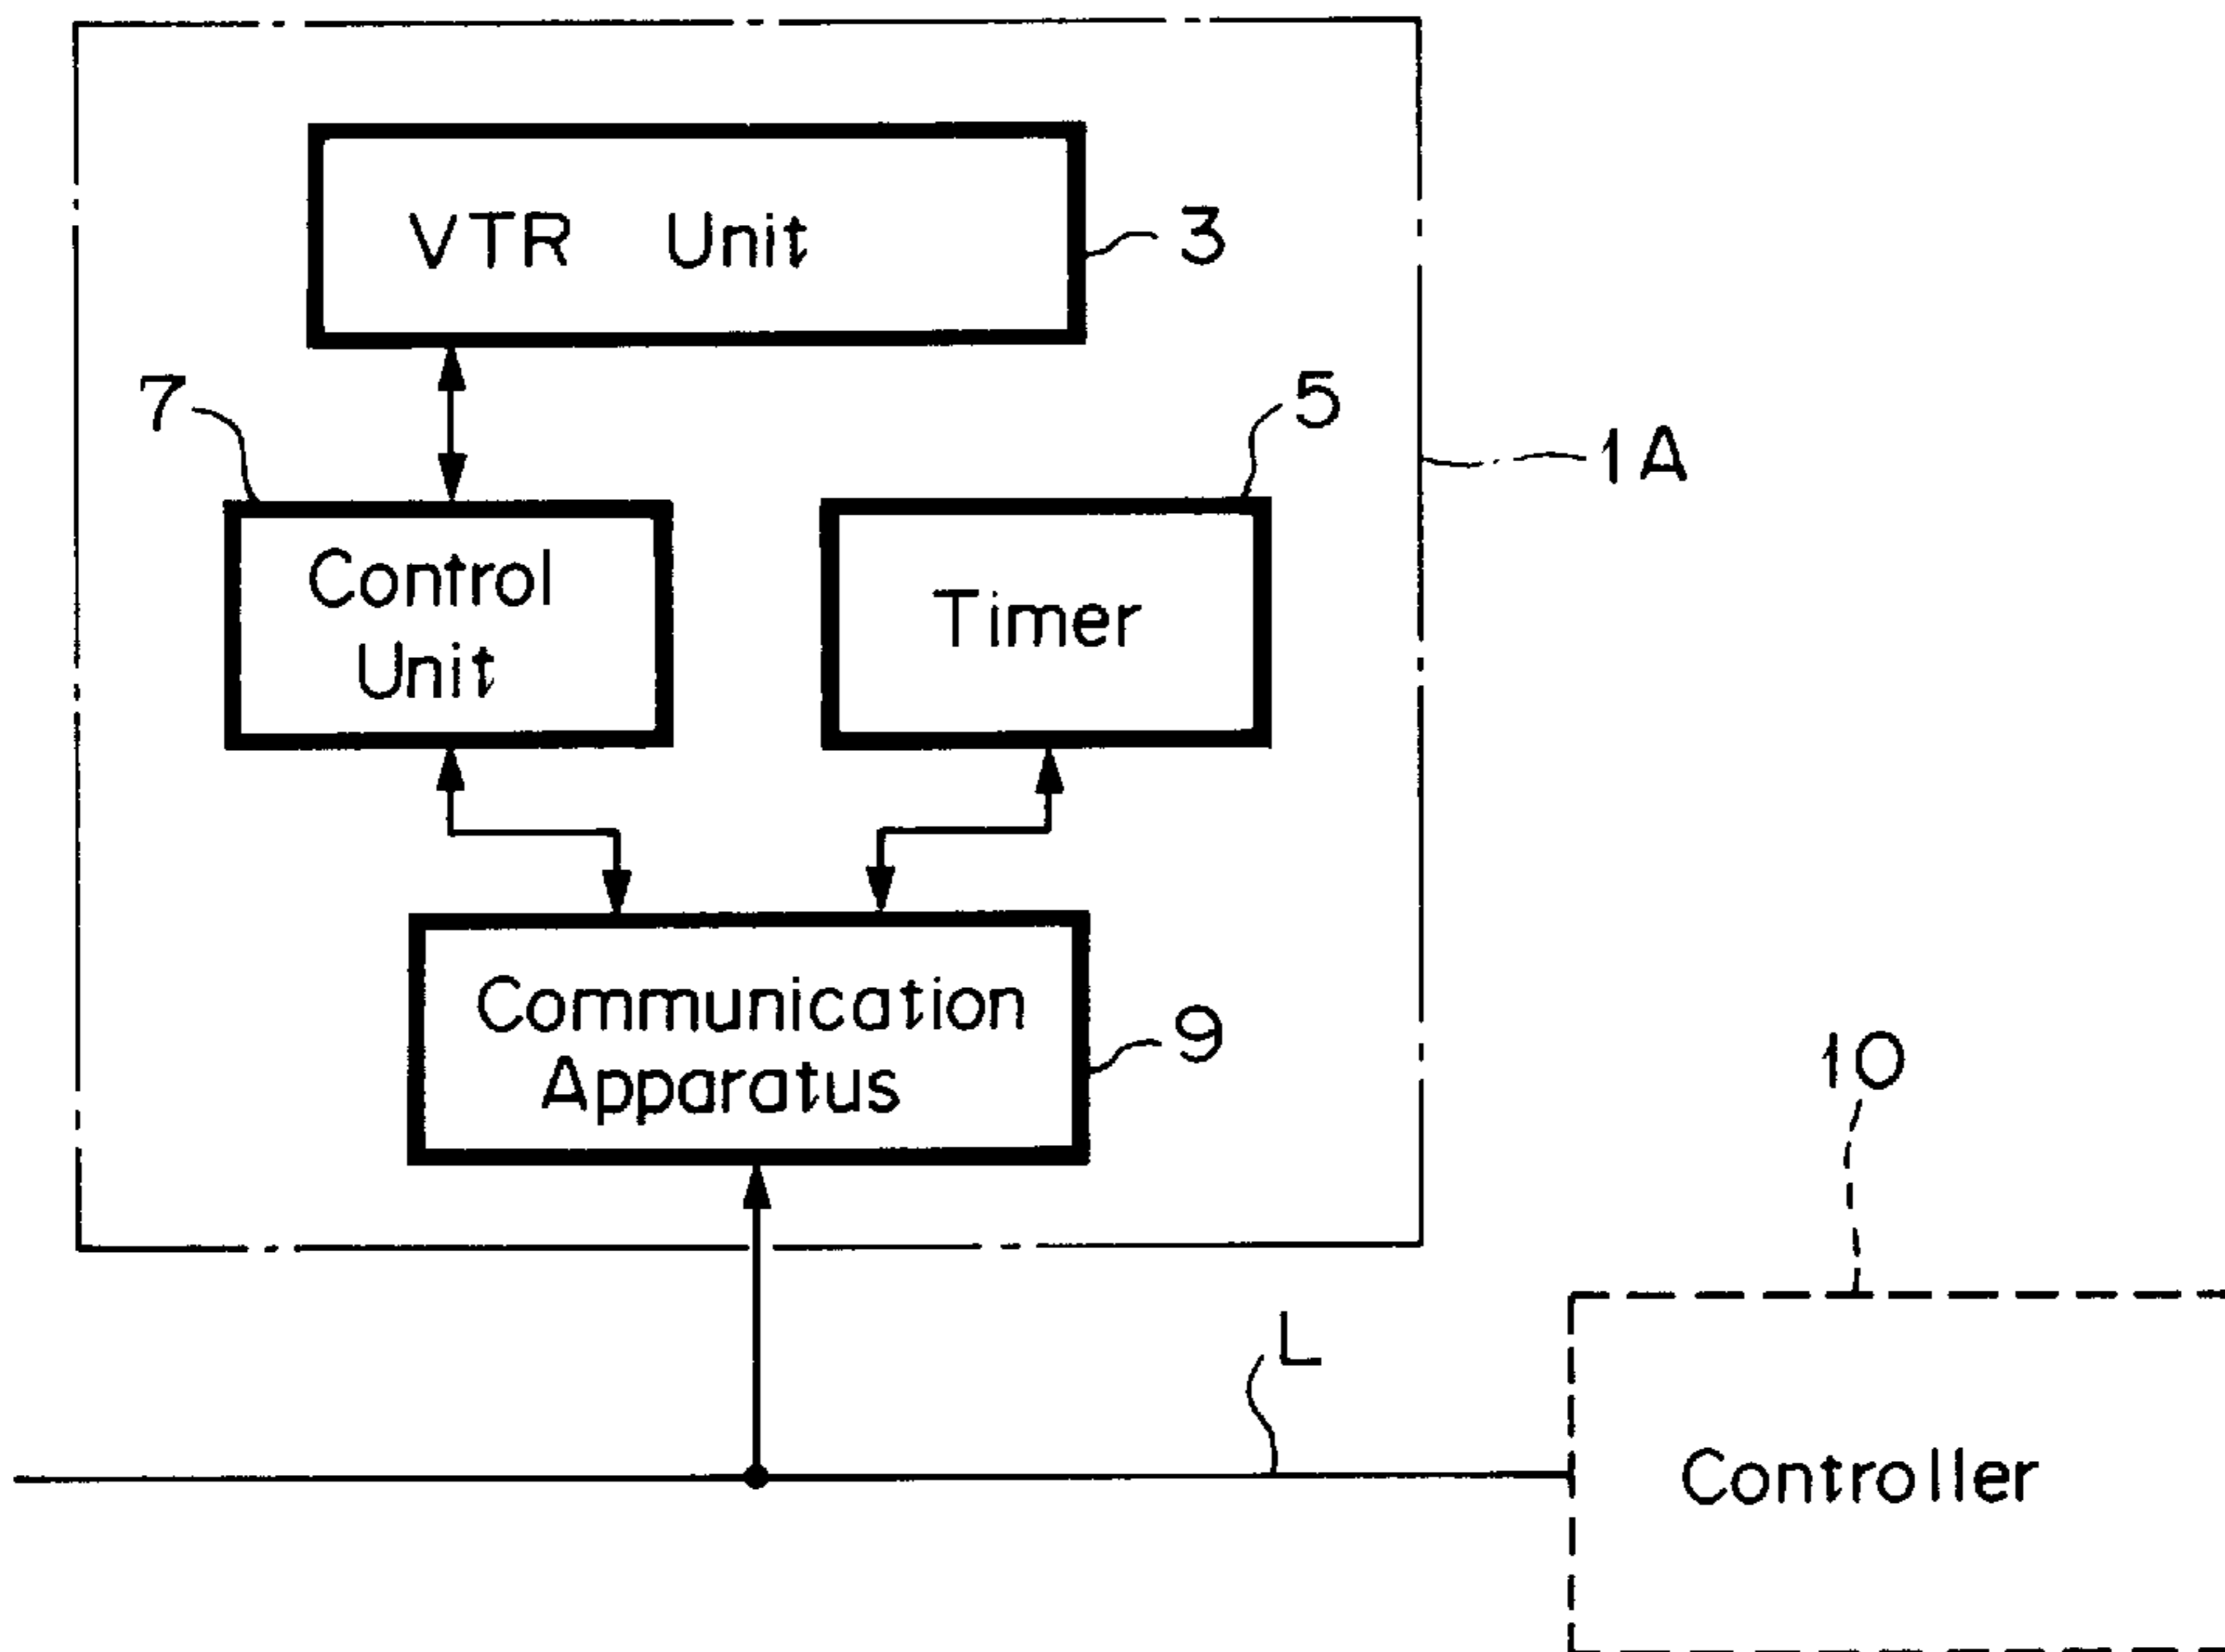 VTR Unit
3
7
5
1A
Control
Unit
Timer
Communication
Apparatus
9
10
L
Controller